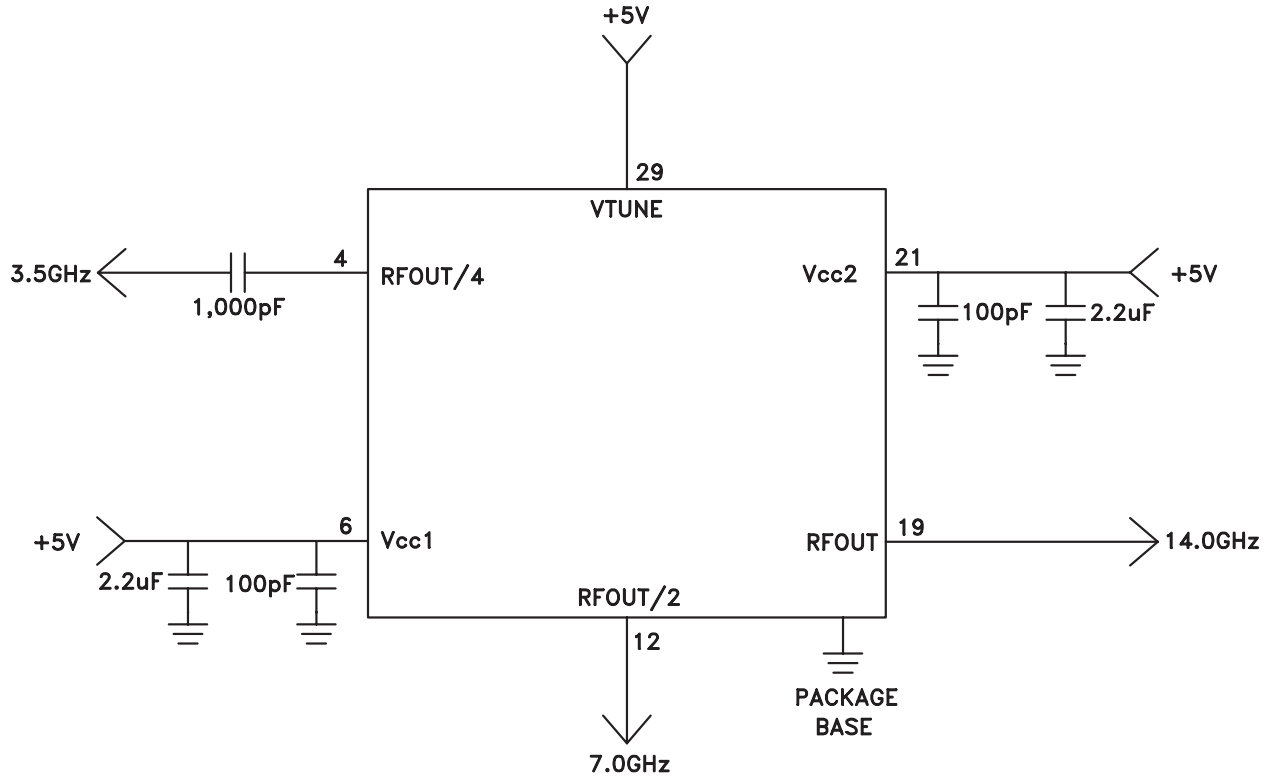 +5V
29
VTUNE
3.5GHz
4
RFOUT/4
1,000pF
Vcc2
21
+5V
100pF
2.2uF
+5V
6
Vcc1
2.2uF
100pF
RFOUT
19
14.0GHz
RFOUT/2
12
PACKAGE
BASE
7.0GHz